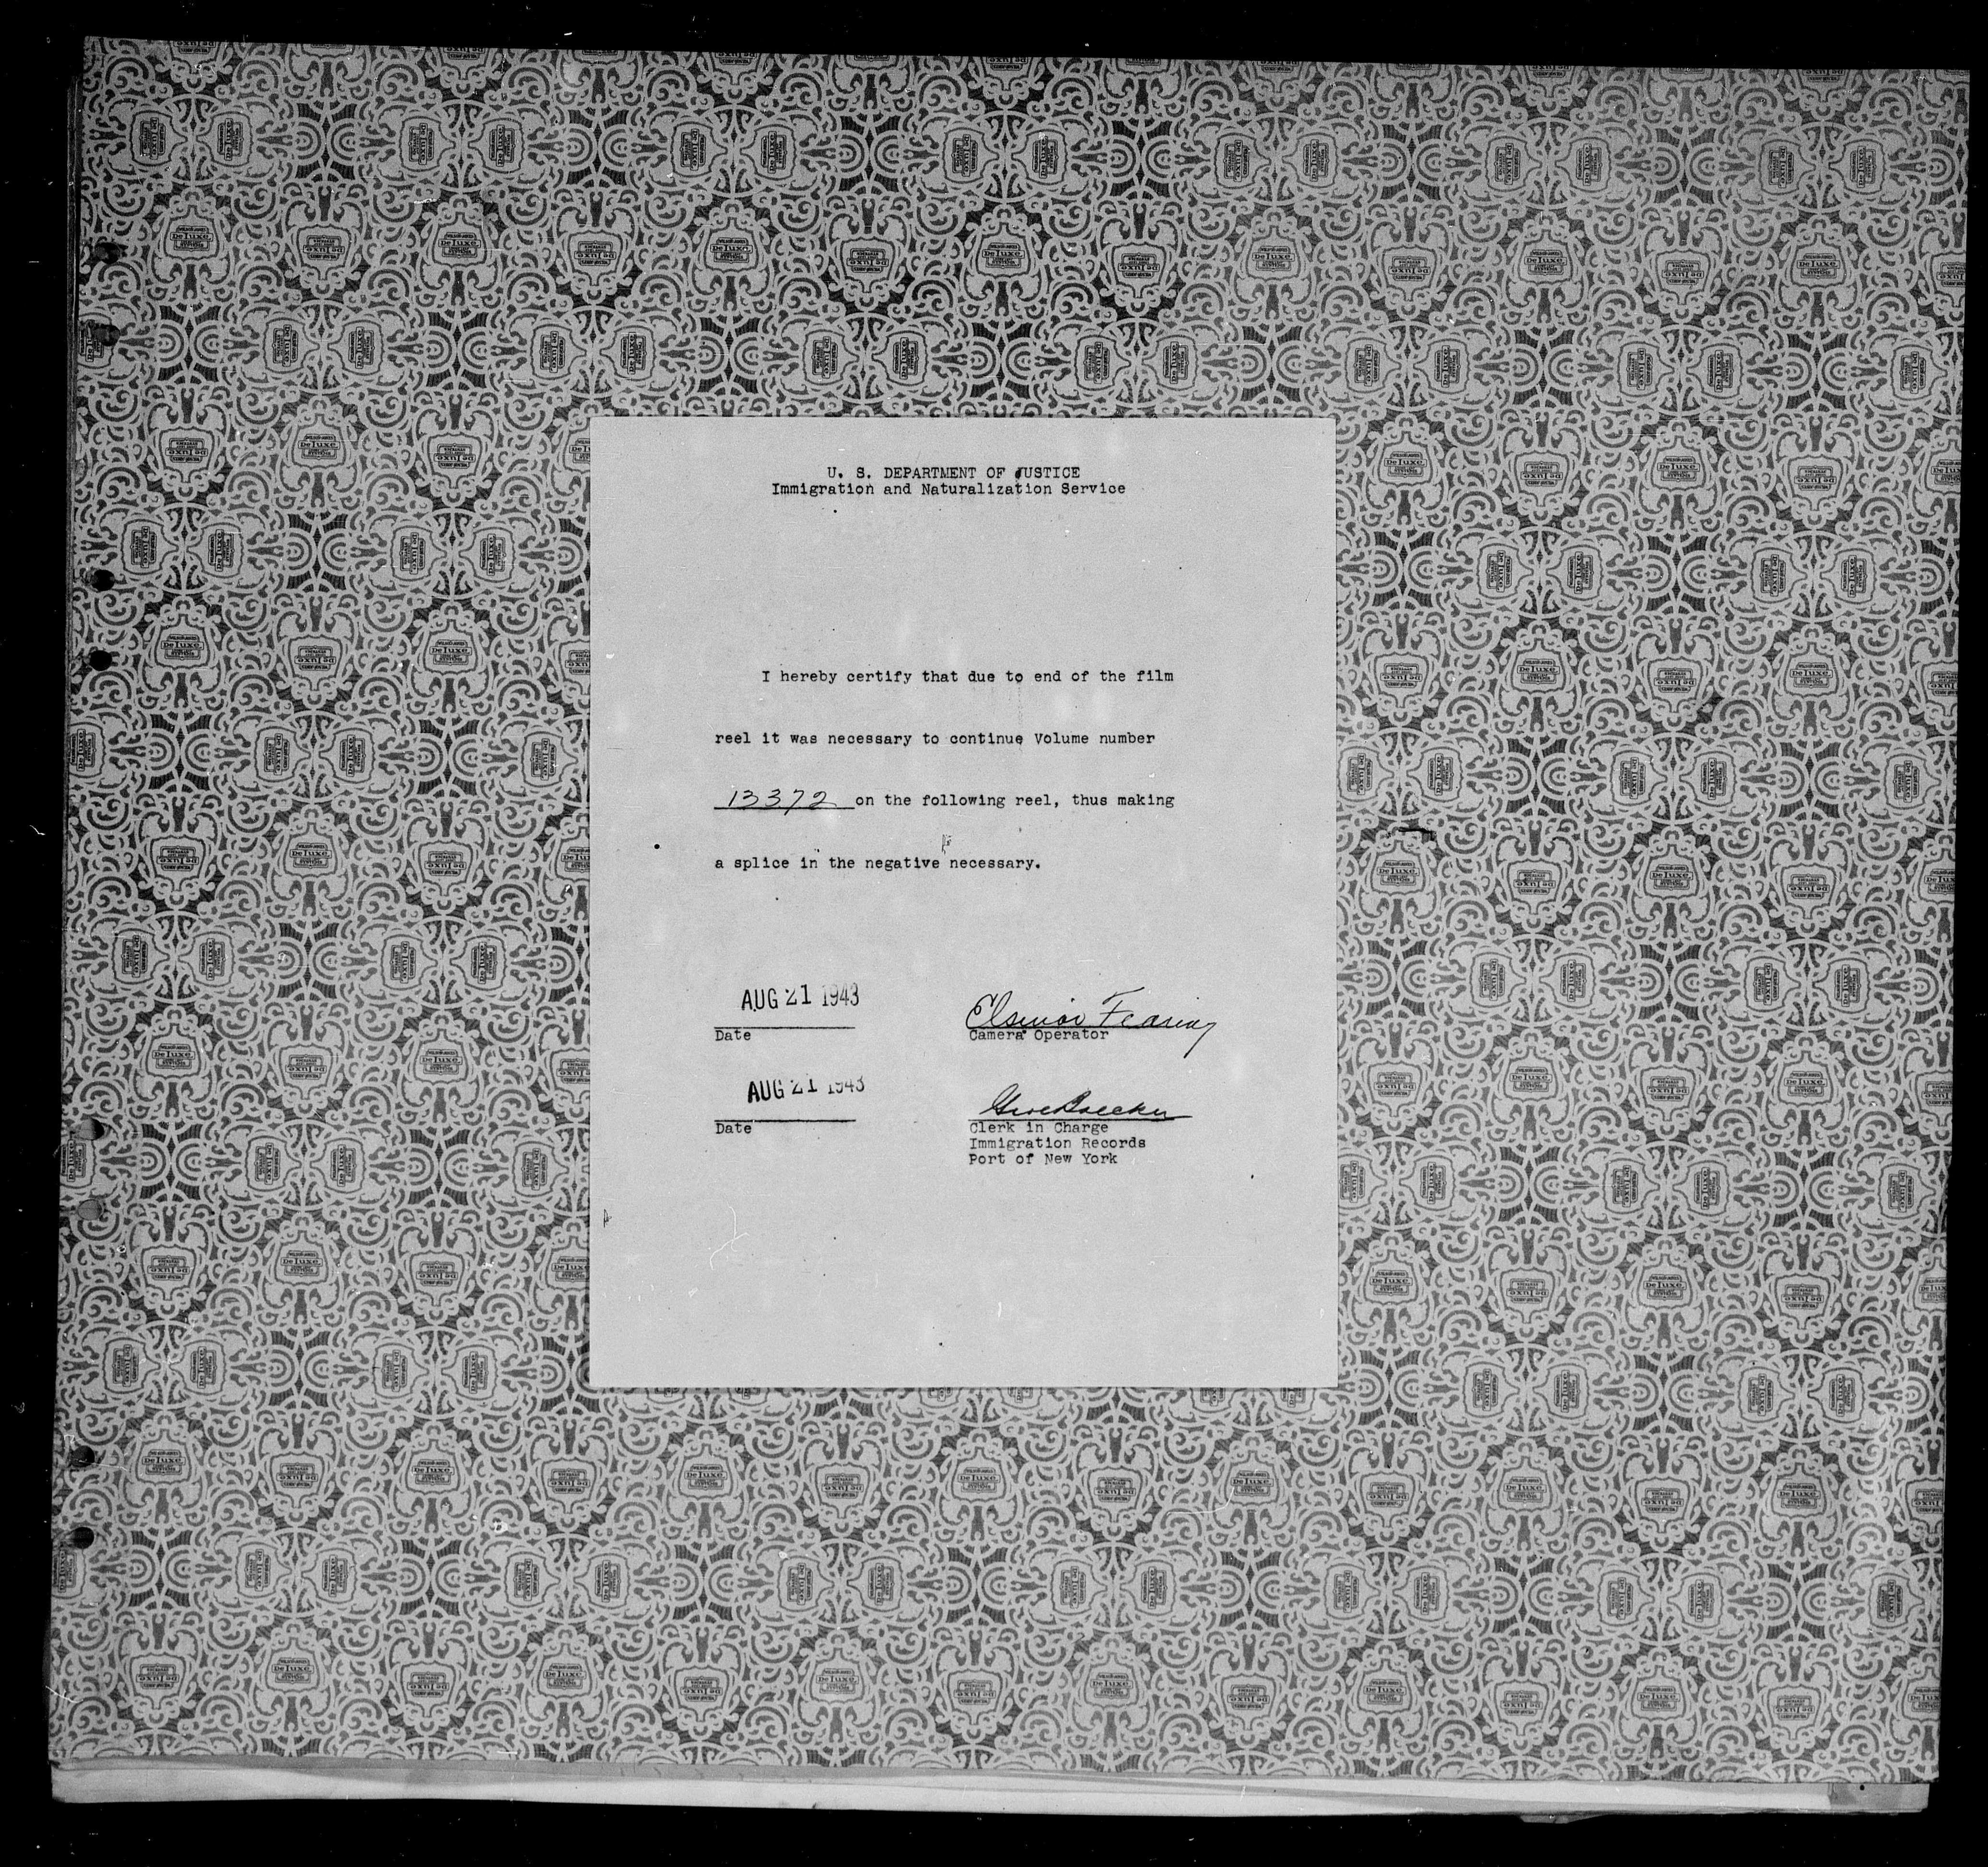 U. S. DEPARTMENT OF JUSTICE
Immigration and Naturalization Service
I hereby certify that due to end of the film
reel it was necessary to continue Volume number
13372 on the following reel, thus making
a splice in the negative necessary.
AUG 21 1943
Date
Fearing
Camera Operator
AUG 21 1943
Date
Clerk in Charge
Immigration Records
Port of New York